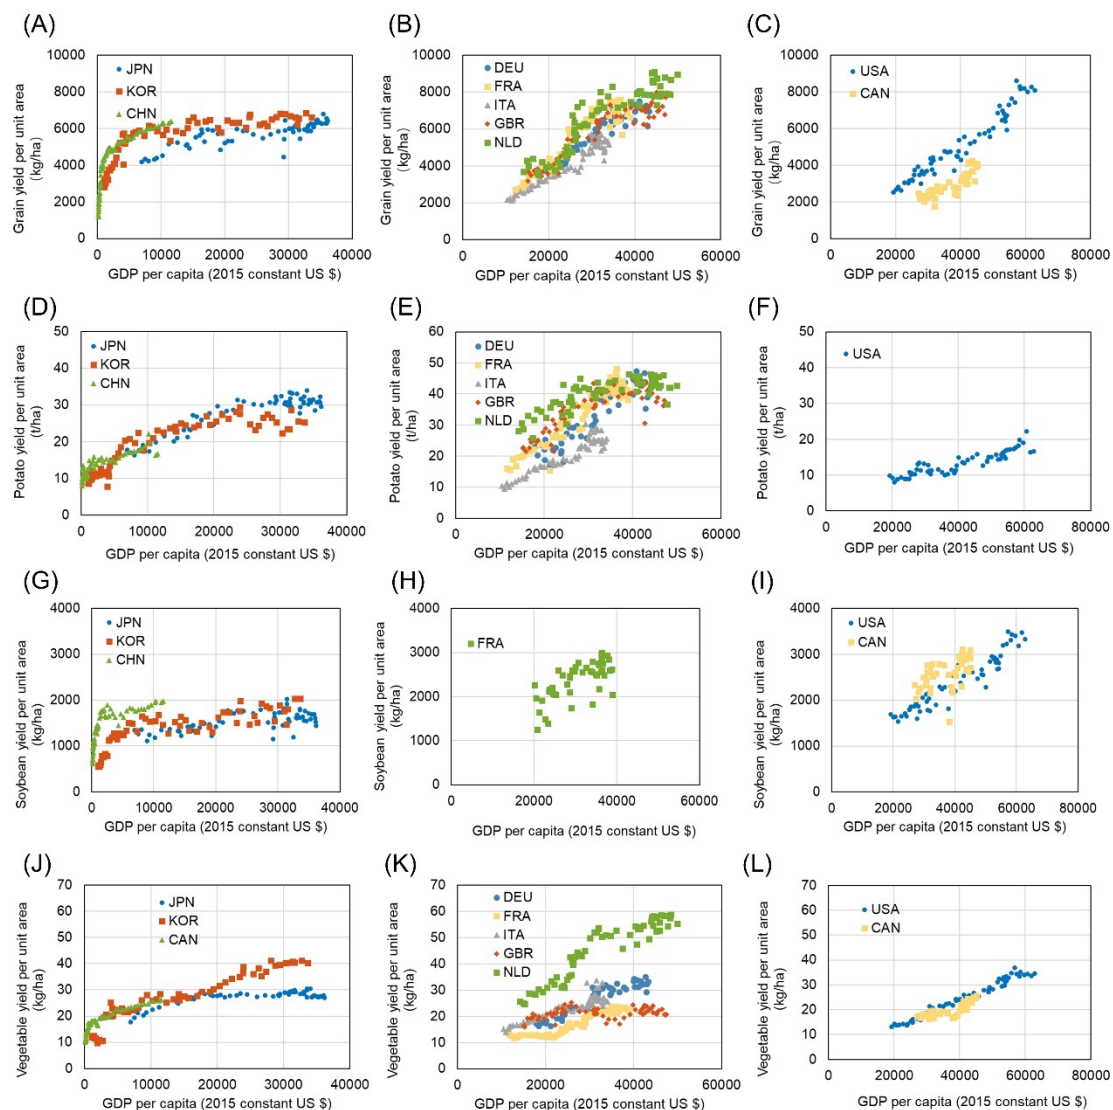 (A)
Grain yield per unit area
(kg/ha)
10000
8000
6000
4000
2000
0
JPN
KOR
CHN
0 10000 20000 30000 40000
GDP per capita (2015 constant US $)
(B)
Grain yield per unit area
(kg/ha)
10000
8000
6000
4000
2000
0
DEU
FRA
ITA
GBR
NLD
0 20000 40000 60000
GDP per capita (2015 constant US $)
(C)
Grain yield per unit area
(kg/ha)
10000
8000
6000
4000
2000
0
USA
CAN
0 20000 40000 60000 80000
GDP per capita (2015 constant US $)
(D)
Potato yield per unit area
(t/ha)
50
40
30
20
10
0
JPN
KOR
CHN
0 10000 20000 30000 40000
GDP per capita (2015 constant US $)
(E)
Potato yield per unit area
(t/ha)
60
50
40
30
20
10
0
DEU
FRA
ITA
GBR
NLD
0 20000 40000 60000
GDP per capita (2015 constant US $)
(F)
Potato yield per unit area
(t/ha)
50
40
30
20
10
0
USA
0 20000 40000 60000 80000
GDP per capita (2015 constant US $)
(G)
Soybean yield per unit area
(kg/ha)
4000
3000
2000
1000
0
JPN
KOR
CHN
0 10000 20000 30000 40000
GDP per capita (2015 constant US $)
(H)
Soybean yield per unit area
(kg/ha)
4000
3000
2000
1000
0
FRA
0 20000 40000 60000
GDP per capita (2015 constant US $)
(I)
Soybean yield per unit area
(kg/ha)
4000
3000
2000
1000
0
USA
CAN
0 20000 40000 60000 80000
GDP per capita (2015 constant US $)
(J)
Vegetable yield per unit area
(kg/ha)
70
60
50
40
30
20
10
0
JPN
KOR
CAN
0 10000 20000 30000 40000
GDP per capita (2015 constant US $)
(K)
Vegetable yield per unit area
(kg/ha)
70
60
50
40
30
20
10
0
DEU
FRA
ITA
GBR
NLD
0 20000 40000 60000
GDP per capita (2015 constant US $)
(L)
Vegetable yield per unit area
(kg/ha)
70
60
50
40
30
20
10
0
USA
CAN
0 20000 40000 60000 80000
GDP per capita (2015 constant US $)